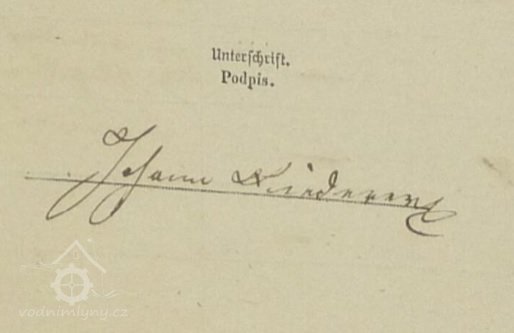 Unterschrift.
Podpis.
Johann
vodnimlyny.cz